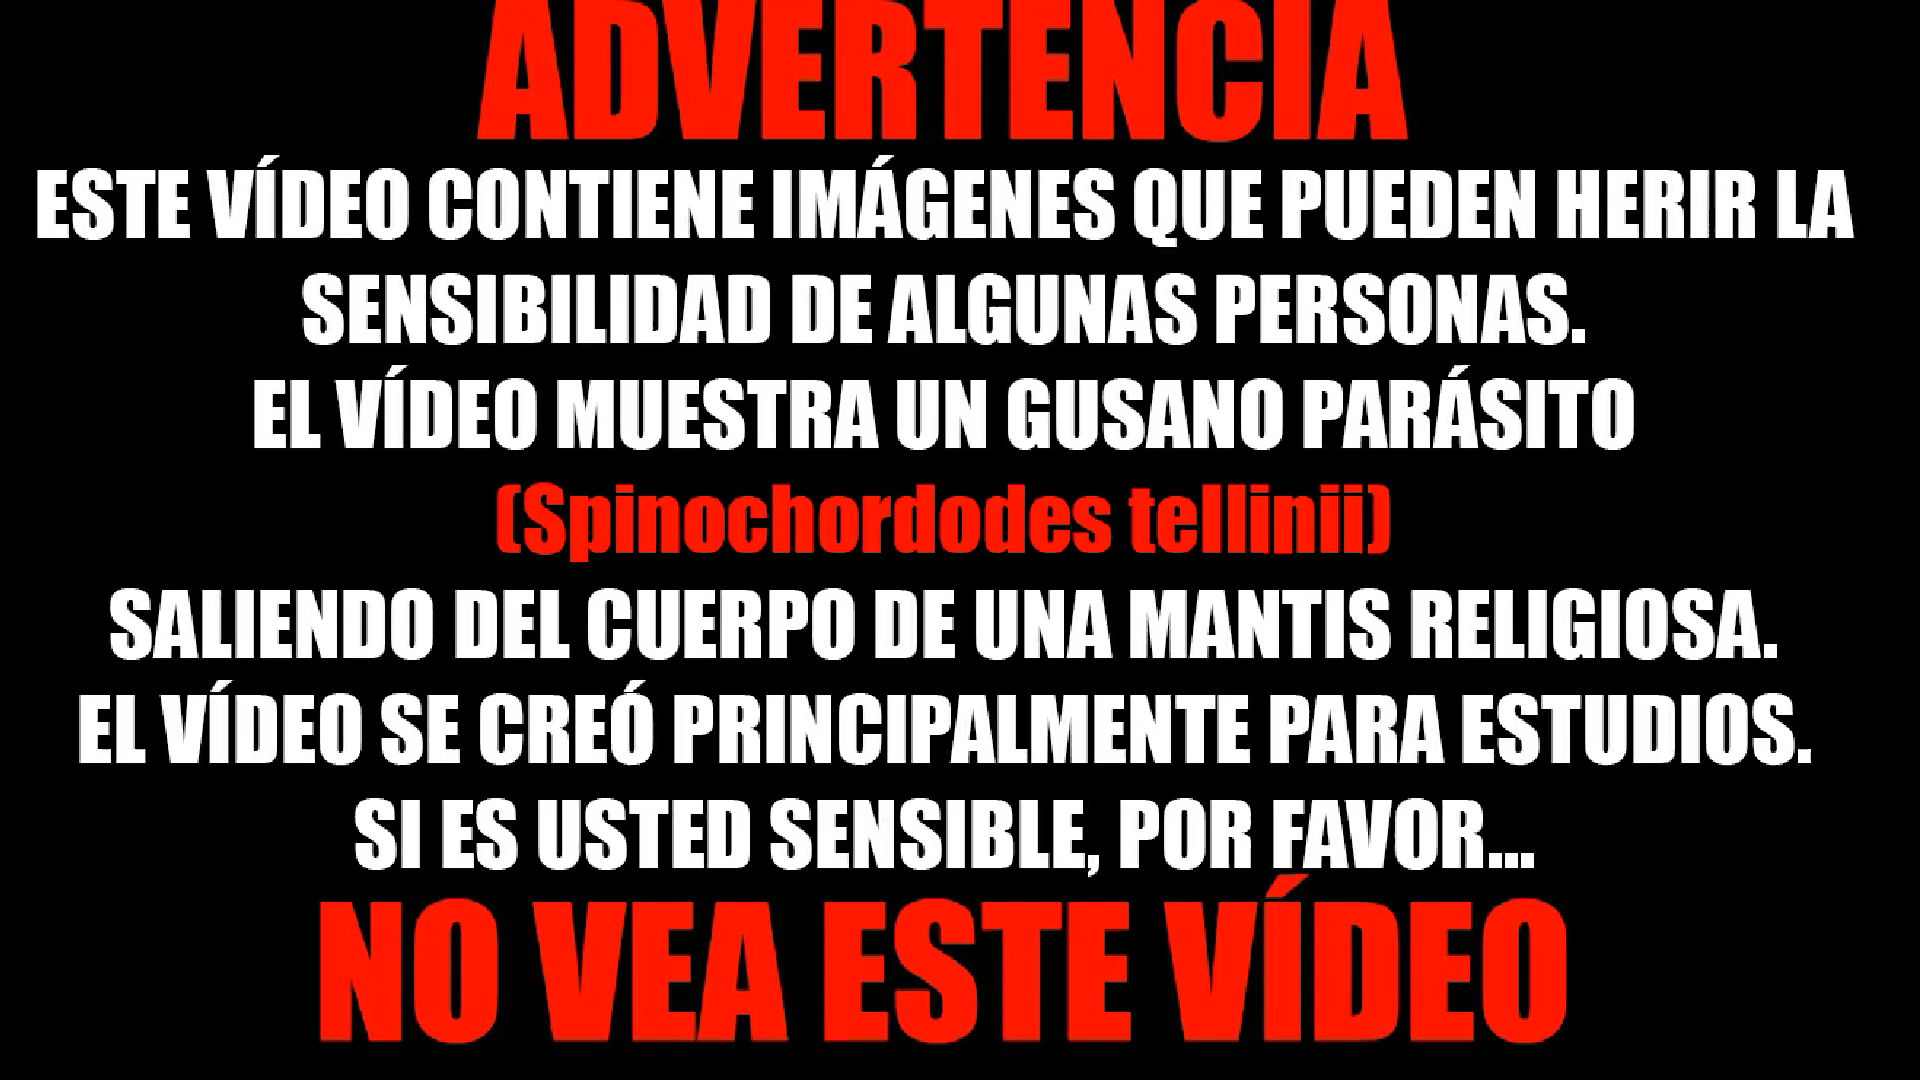 ADVERTENCIA
ESTE VÍDEO CONTIENE IMÁGENES QUE PUEDEN HERIR LA
SENSIBILIDAD DE ALGUNAS PERSONAS.
EL VÍDEO MUESTRA UN GUSANO PARÁSITO
(Spinochordodes tellinii)
SALIENDO DEL CUERPO DE UNA MANTIS RELIGIOSA.
EL VÍDEO SE CREÓ PRINCIPALMENTE PARA ESTUDIOS.
SI ES USTED SENSIBLE, POR FAVOR...
NO VEA ESTE VÍDEO